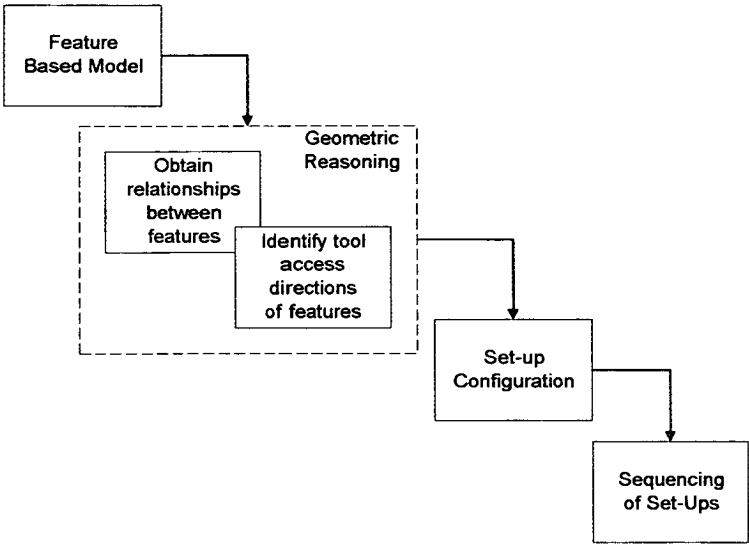 Feature
Based Model
Geometric
Reasoning
Obtain
relationships
between
features
Identify tool
access
directions
of features
Set-up
Configuration
Sequencing
of Set-Ups